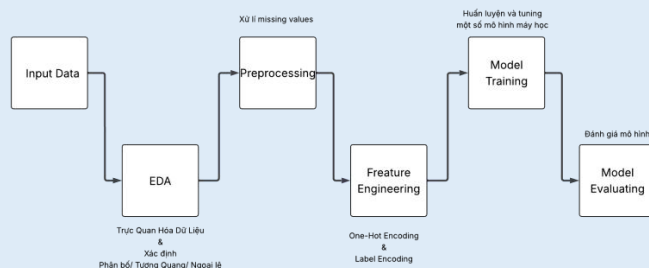 Input Data
EDA
Trực Quan Hóa Dữ Liệu
&
Xác định
Phân bố/ Tương Quang/ Ngoại lệ
Xử lí missing values
Preprocessing
Freature
Engineering
One-Hot Encoding
&
Label Encoding
Huấn luyện và tuning
một số mô hình máy học
Model
Training
Đánh giá mô hình
Model
Evaluating